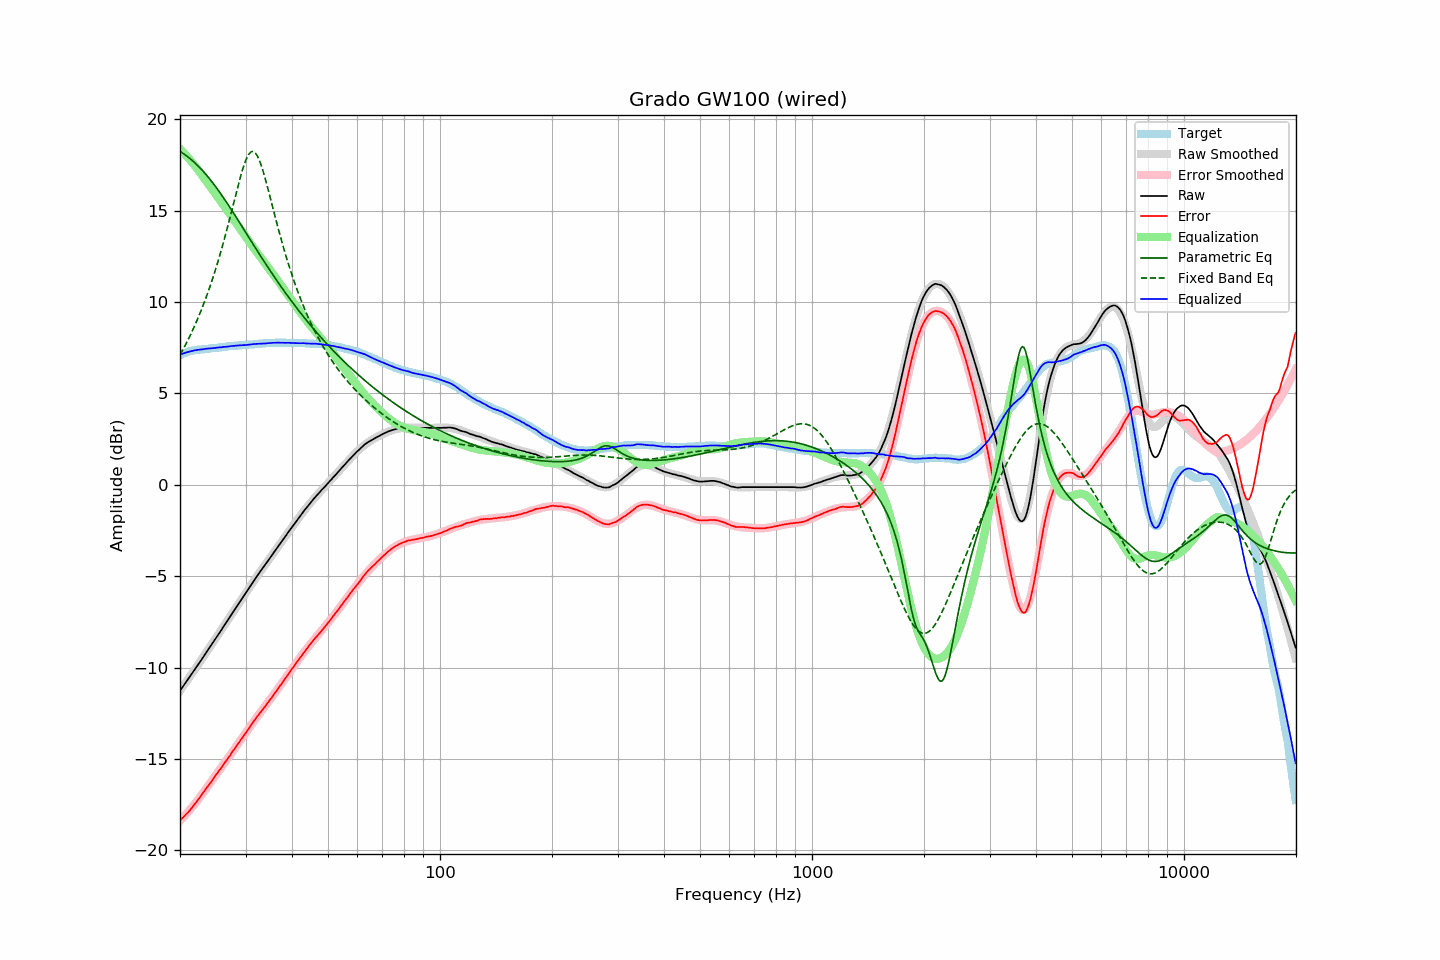 Grado GW100 (wired)
20
15
10
5
0
−5
−10
−15
−20
Amplitude (dBr)
Target
Raw Smoothed
Error Smoothed
Raw
Error
Equalization
Parametric Eq
Fixed Band Eq
Equalized
100
1000
10000
Frequency (Hz)